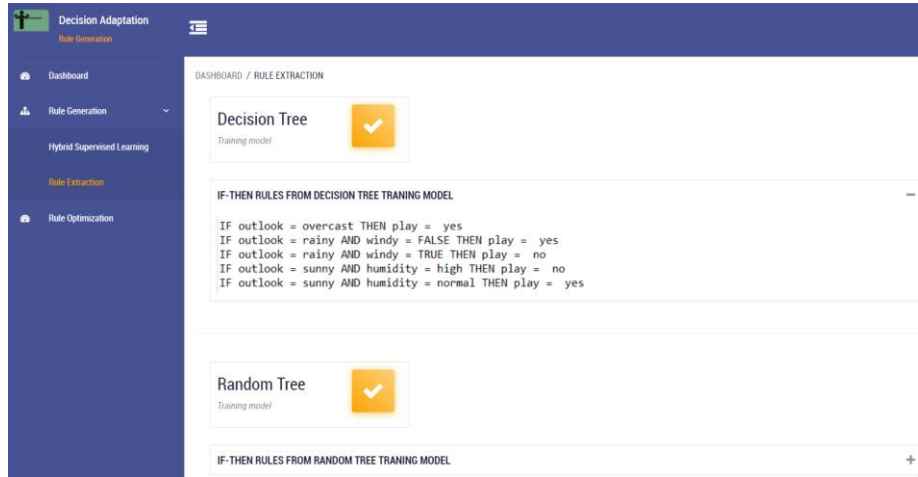 Decision Adaptation
Rule Generation
Dashboard
Rule Generation
Hybrid Supervised Learning
Rule Extraction
Rule Optimization
DASHBOARD / RULE EXTRACTION
Decision Tree
Training model
IF-THEN RULES FROM DECISION TREE TRANING MODEL
IF outlook = overcast THEN play =  yes
IF outlook = rainy AND windy = FALSE THEN play =  yes
IF outlook = rainy AND windy = TRUE THEN play =  no
IF outlook = sunny AND humidity = high THEN play =  no
IF outlook = sunny AND humidity = normal THEN play =  yes
Random Tree
Training model
IF-THEN RULES FROM RANDOM TREE TRANING MODEL